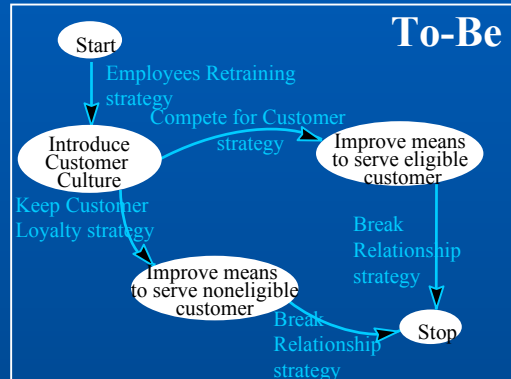 To-Be
Start
Employees Retraining
strategy
Compete for Customer
strategy
Introduce
Customer
Culture
Improve means
to serve eligible
customer
Keep Customer
Loyalty strategy
Break
Relationship
strategy
Improve means
to serve noneligible
customer
Break
Relationship
strategy
Stop